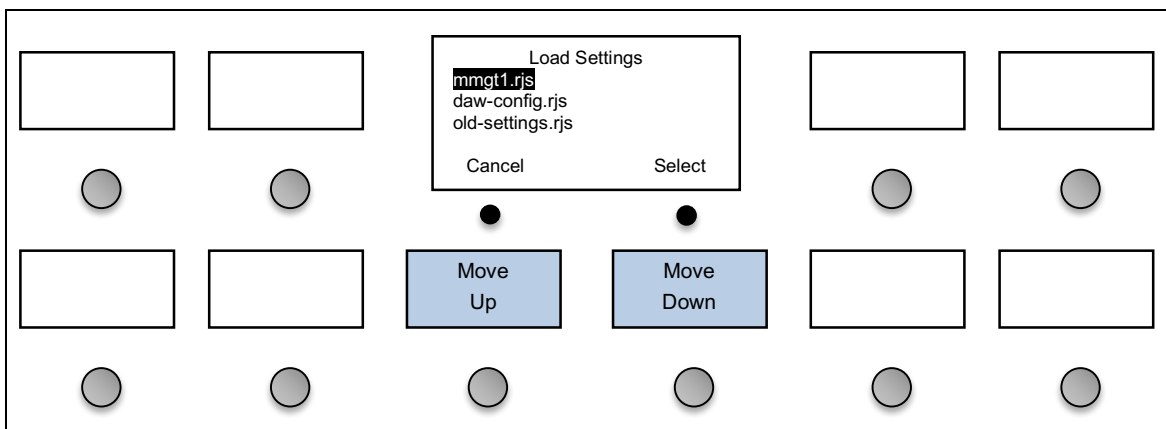 Load Settings
mmgt1.rjs
daw-config.rjs
old-settings.rjs
Cancel Select
Move Move
Up Down